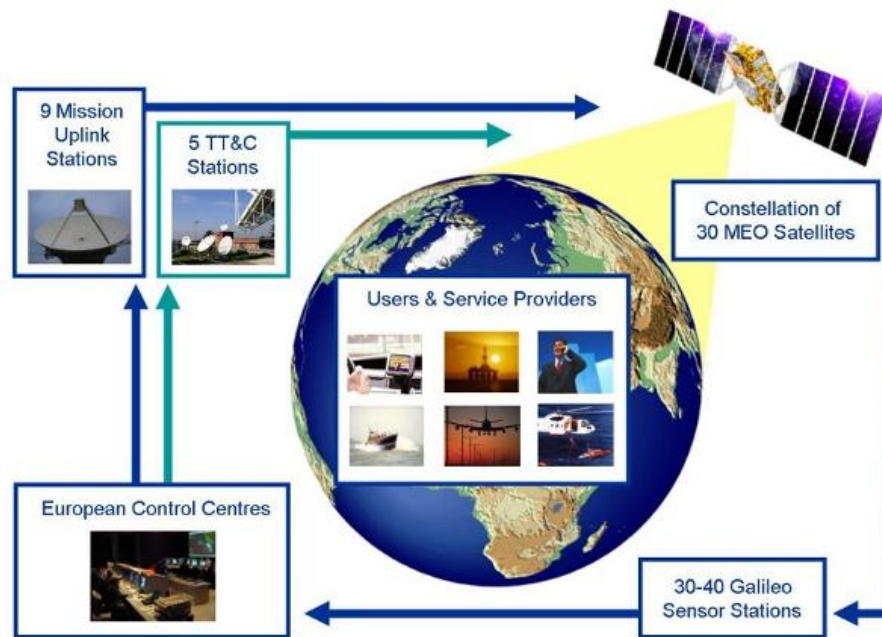 9 Mission
Uplink
Stations
5 TT&C
Stations
Constellation of
30 MEO Satellites
Users & Service Providers
European Control Centres
30-40 Galileo
Sensor Stations